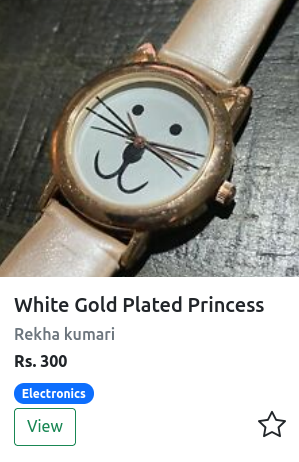 White Gold Plated Princess
Rekha kumari
Rs. 300
Electronics
View